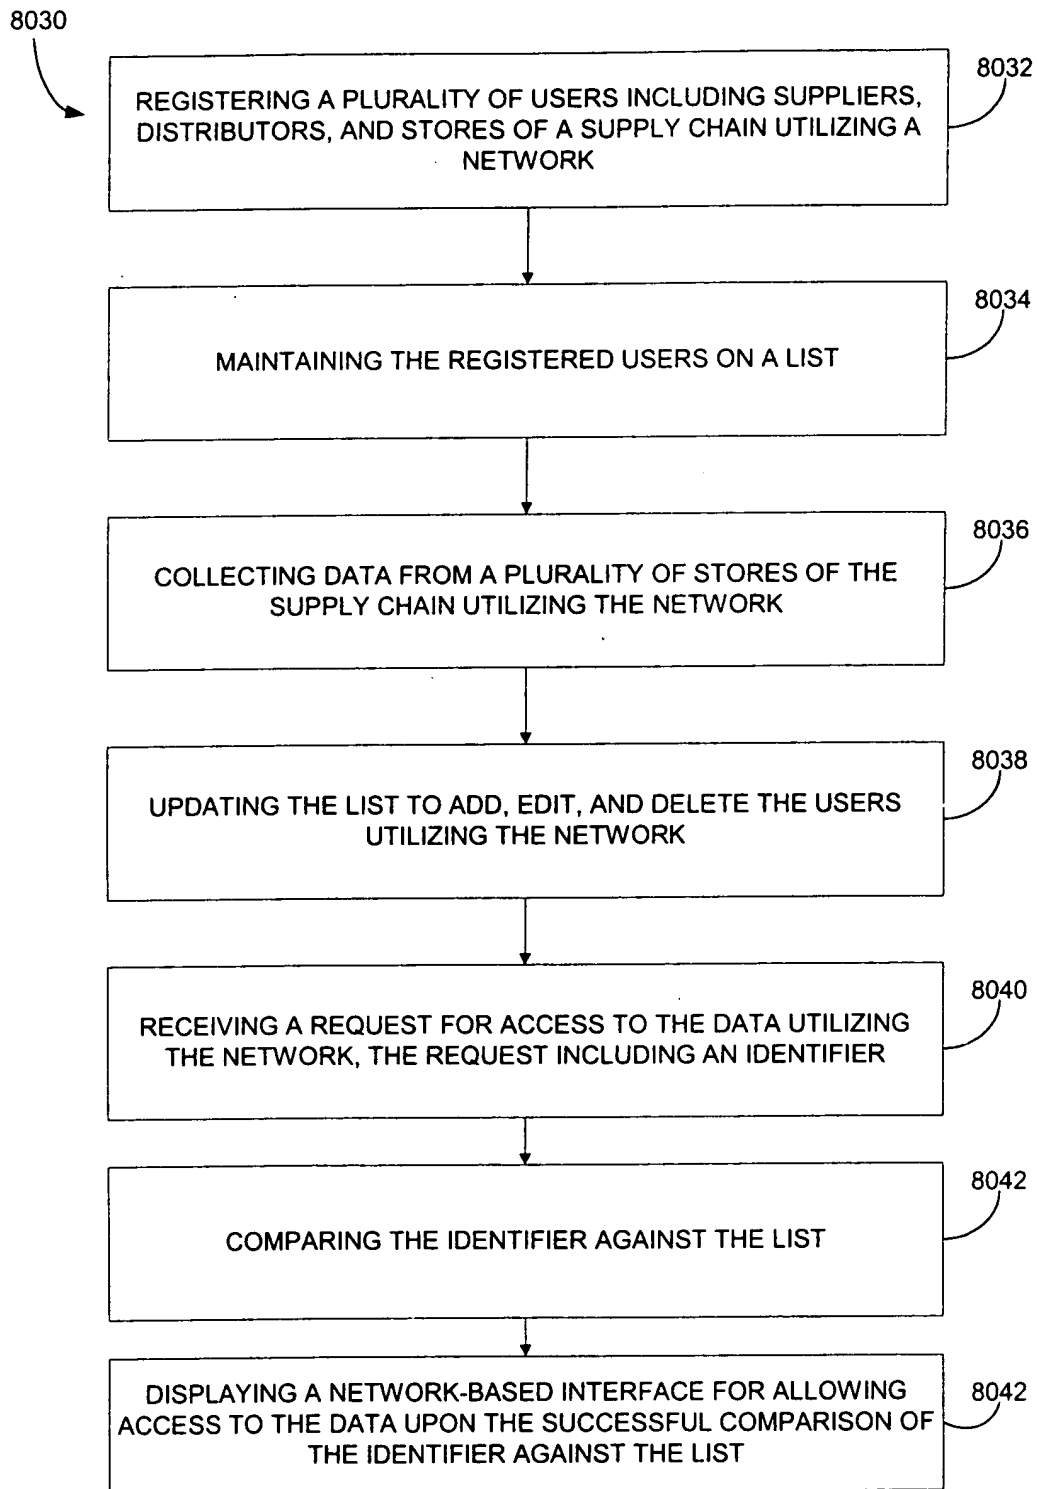 8030
8032
REGISTERING A PLURALITY OF USERS INCLUDING SUPPLIERS,
DISTRIBUTORS, AND STORES OF A SUPPLY CHAIN UTILIZING A
NETWORK
8034
MAINTAINING THE REGISTERED USERS ON A LIST
8036
COLLECTING DATA FROM A PLURALITY OF STORES OF THE
SUPPLY CHAIN UTILIZING THE NETWORK
8038
UPDATING THE LIST TO ADD, EDIT, AND DELETE THE USERS
UTILIZING THE NETWORK
8040
RECEIVING A REQUEST FOR ACCESS TO THE DATA UTILIZING
THE NETWORK, THE REQUEST INCLUDING AN IDENTIFIER
8042
COMPARING THE IDENTIFIER AGAINST THE LIST
8042
DISPLAYING A NETWORK-BASED INTERFACE FOR ALLOWING
ACCESS TO THE DATA UPON THE SUCCESSFUL COMPARISON OF
THE IDENTIFIER AGAINST THE LIST